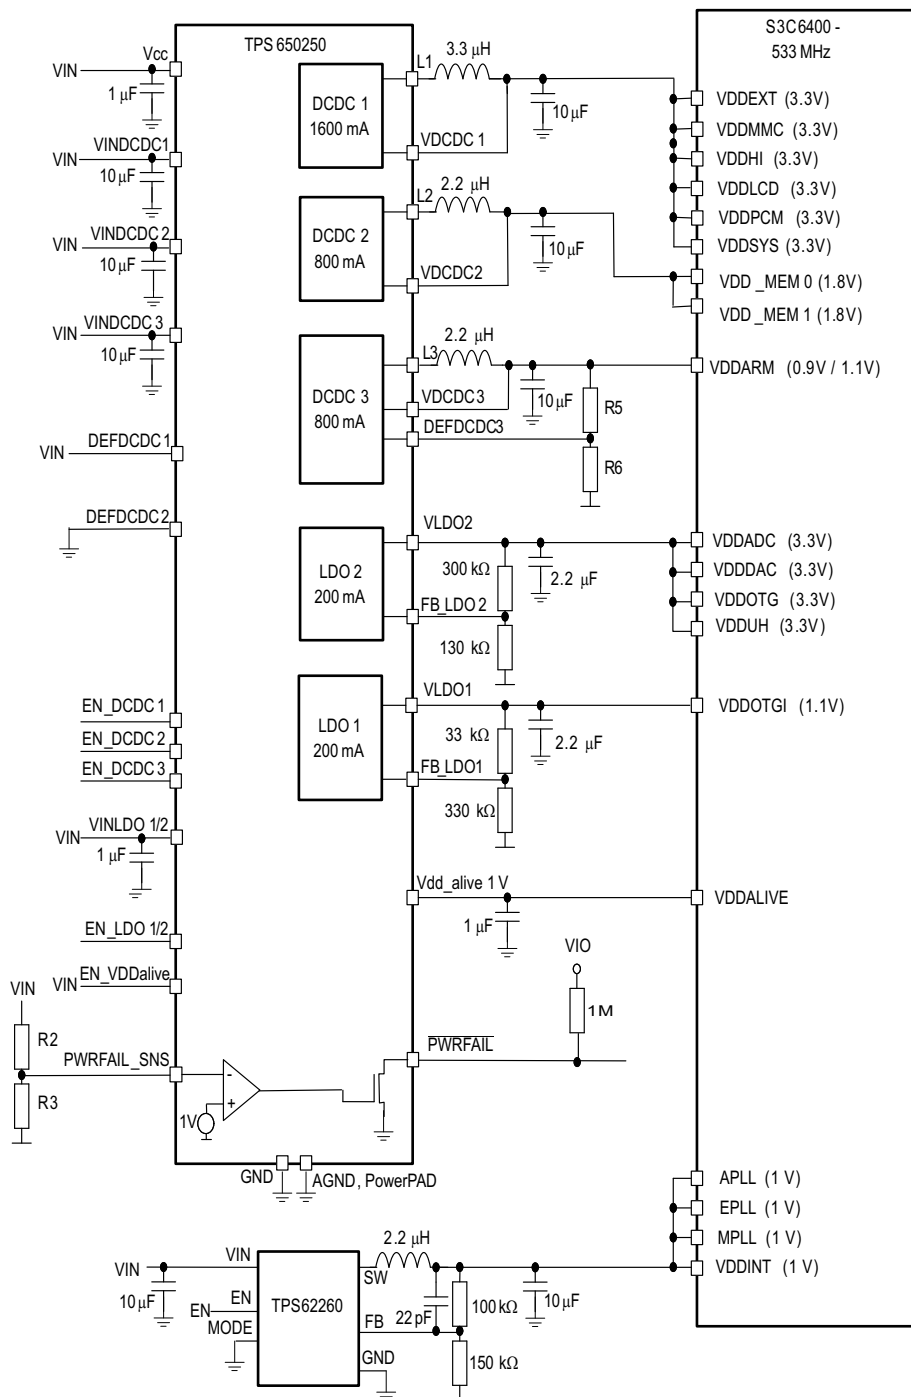 S3C6400 -
533 MHz
TPS 650250
VIN
Vcc
1 μF
VIN
VINDCDC1
10 μF
VIN
VINDCDC 2
10 μF
VIN
VINDCDC 3
10 μF
VIN
DEFDCDC 1
DEFDCDC 2
EN_DCDC 1
EN_DCDC 2
EN_DCDC 3
VIN
VINLDO 1/2
1 μF
EN_LDO 1/2
VIN
EN_VDDalive
VIN
R2
PWRFAIL_SNS
R3
DCDC 1
1600 mA
L1
3.3 μH
VDCDC 1
10 μF
DCDC 2
800 mA
L2
2.2 μH
VDCDC2
10 μF
DCDC 3
800 mA
L3
2.2 μH
VDCDC 3
10 μF
DEFDCDC3
R5
R6
LDO 2
200 mA
VLDO2
300 kΩ
2.2 μF
FB_LDO 2
130 kΩ
LDO 1
200 mA
VLDO1
33 kΩ
2.2 μF
FB_LDO1
330 kΩ
Vdd_alive 1 V
1 μF
VIO
1M
PWRFAIL
-
+
1V
GND
AGND, PowerPAD
VDDEXT (3.3V)
VDDMMC (3.3V)
VDDHI (3.3V)
VDDLCD (3.3V)
VDDPCM (3.3V)
VDDSYS (3.3V)
VDD _MEM 0 (1.8V)
VDD _MEM 1 (1.8V)
VDDARM (0.9V / 1.1V)
VDDADC (3.3V)
VDDDAC (3.3V)
VDDOTG (3.3V)
VDDUH (3.3V)
VDDOTGI (1.1V)
VDDALIVE
APLL (1 V)
EPLL (1 V)
MPLL (1 V)
VDDINT (1 V)
VIN
VIN
10 μF
EN
EN
MODE
TPS62260
SW
2.2 μH
FB
22 pF
100 kΩ
10 μF
GND
150 kΩ